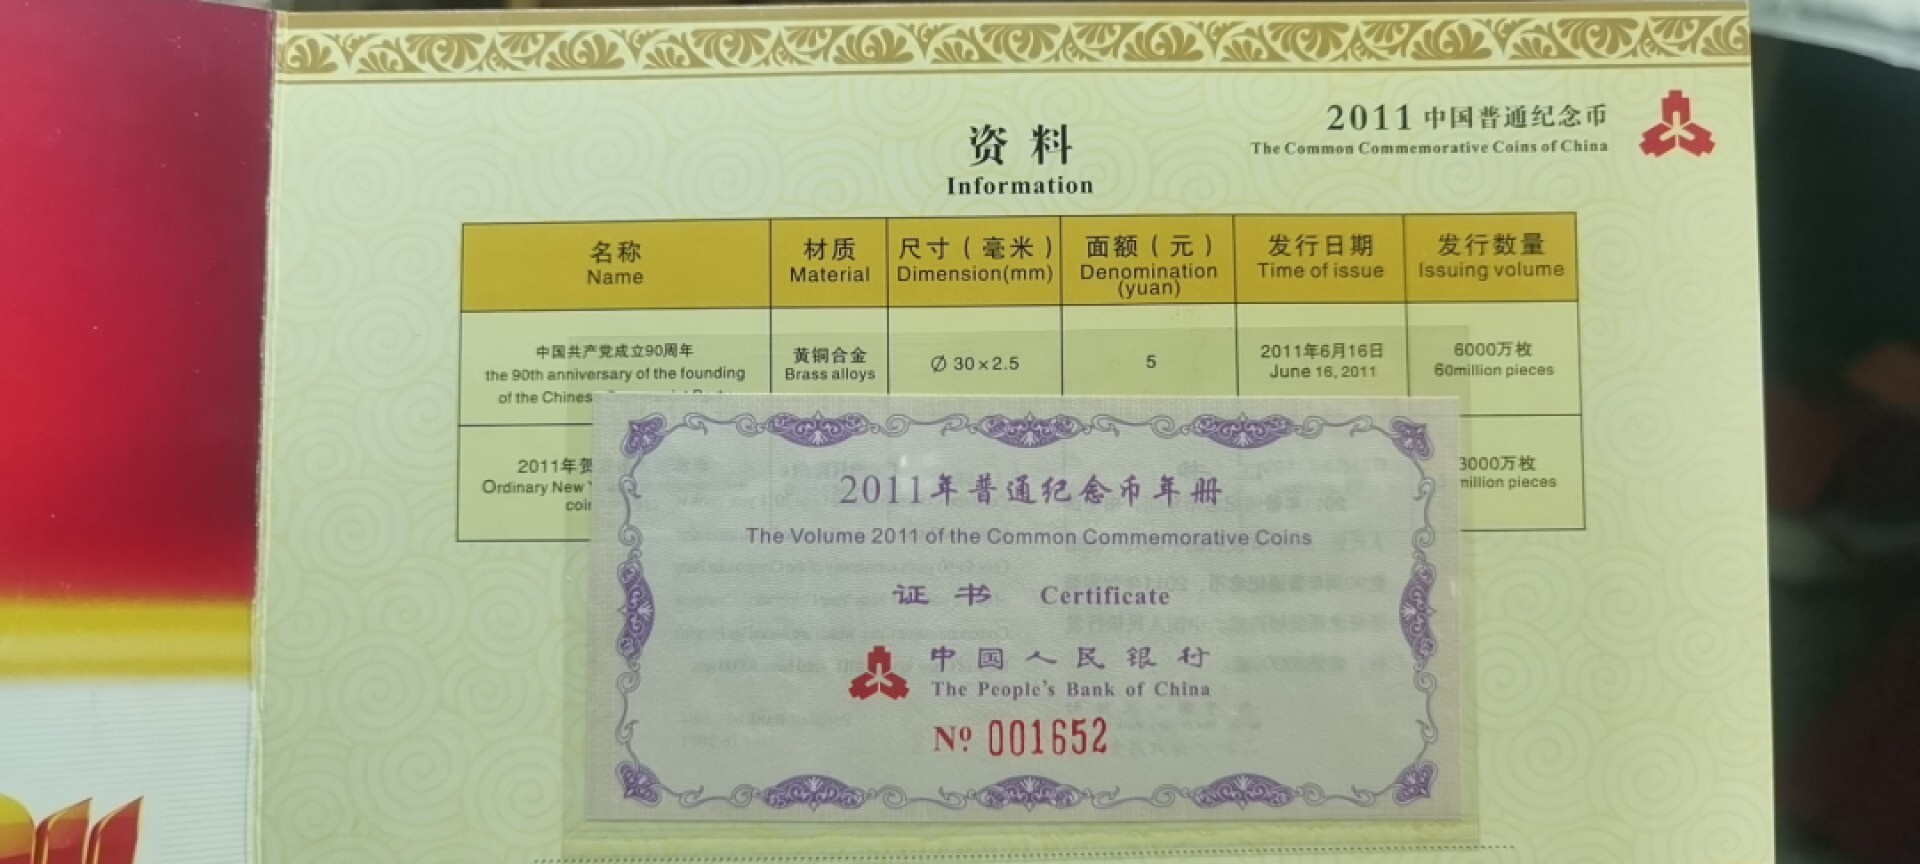 2011 中国普通纪念币
The Common Commemorative Coins of China
资料
Information
名称 材质 尺寸（毫米） 面额（元） 发行日期 发行数量
Name Material Dimension(mm) Denomination (yuan) Time of issue Issuing volume
中国共产党成立90周年 黄铜合金 Ø 30×2.5 5 2011年6月16日 6000万枚
the 90th anniversary of the founding Brass alloys June 16, 2011 60million pieces
of the
2011年贺 3000万枚
Ordinary New million pieces
2011年普通纪念币年册
The Volume 2011 of the Common Commemorative Coins
证书 Certificate
中国人民银行
The People's Bank of China
Nº 001652